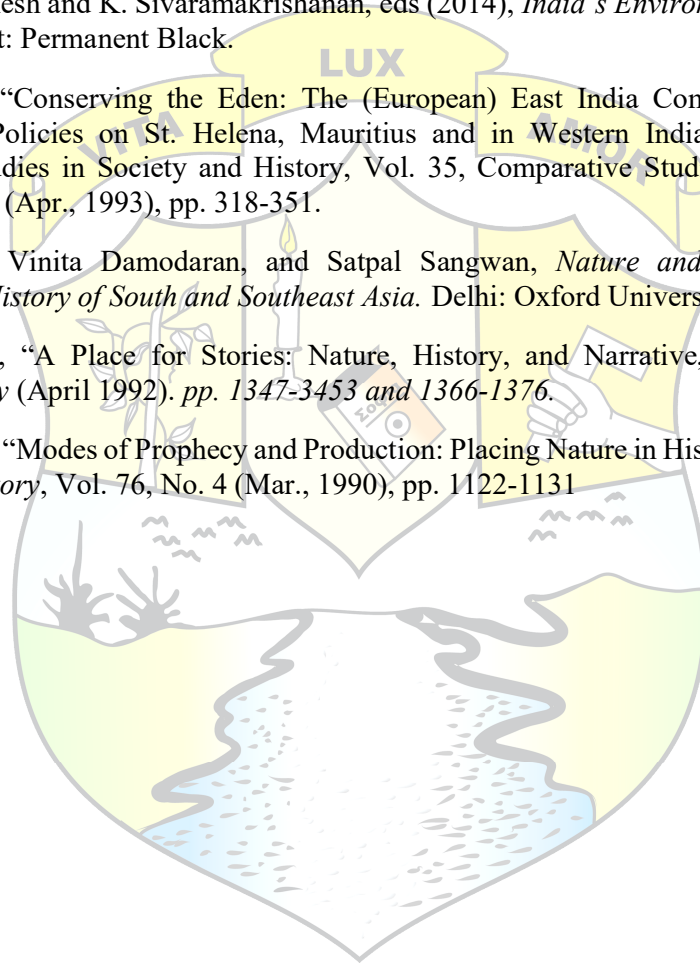 esh and K. Sivaramakrishanan, eds (2014), India's Environ
t: Permanent Black.
LUX
“Conserving the Eden: The (European) East India Con
Policies on St. Helena, Mauritius and in Western India
VITA
AMOR
dies in Society and History, Vol. 35, Comparative Stud
(Apr., 1993), pp. 318-351.
Vinita Damodaran, and Satpal Sangwan, Nature and
History of South and Southeast Asia. Delhi: Oxford Univers
, “A Place for Stories: Nature, History, and Narrative,
y (April 1992). pp. 1347-3453 and 1366-1376.
“Modes of Prophecy and Production: Placing Nature in His
ory, Vol. 76, No. 4 (Mar., 1990), pp. 1122-1131